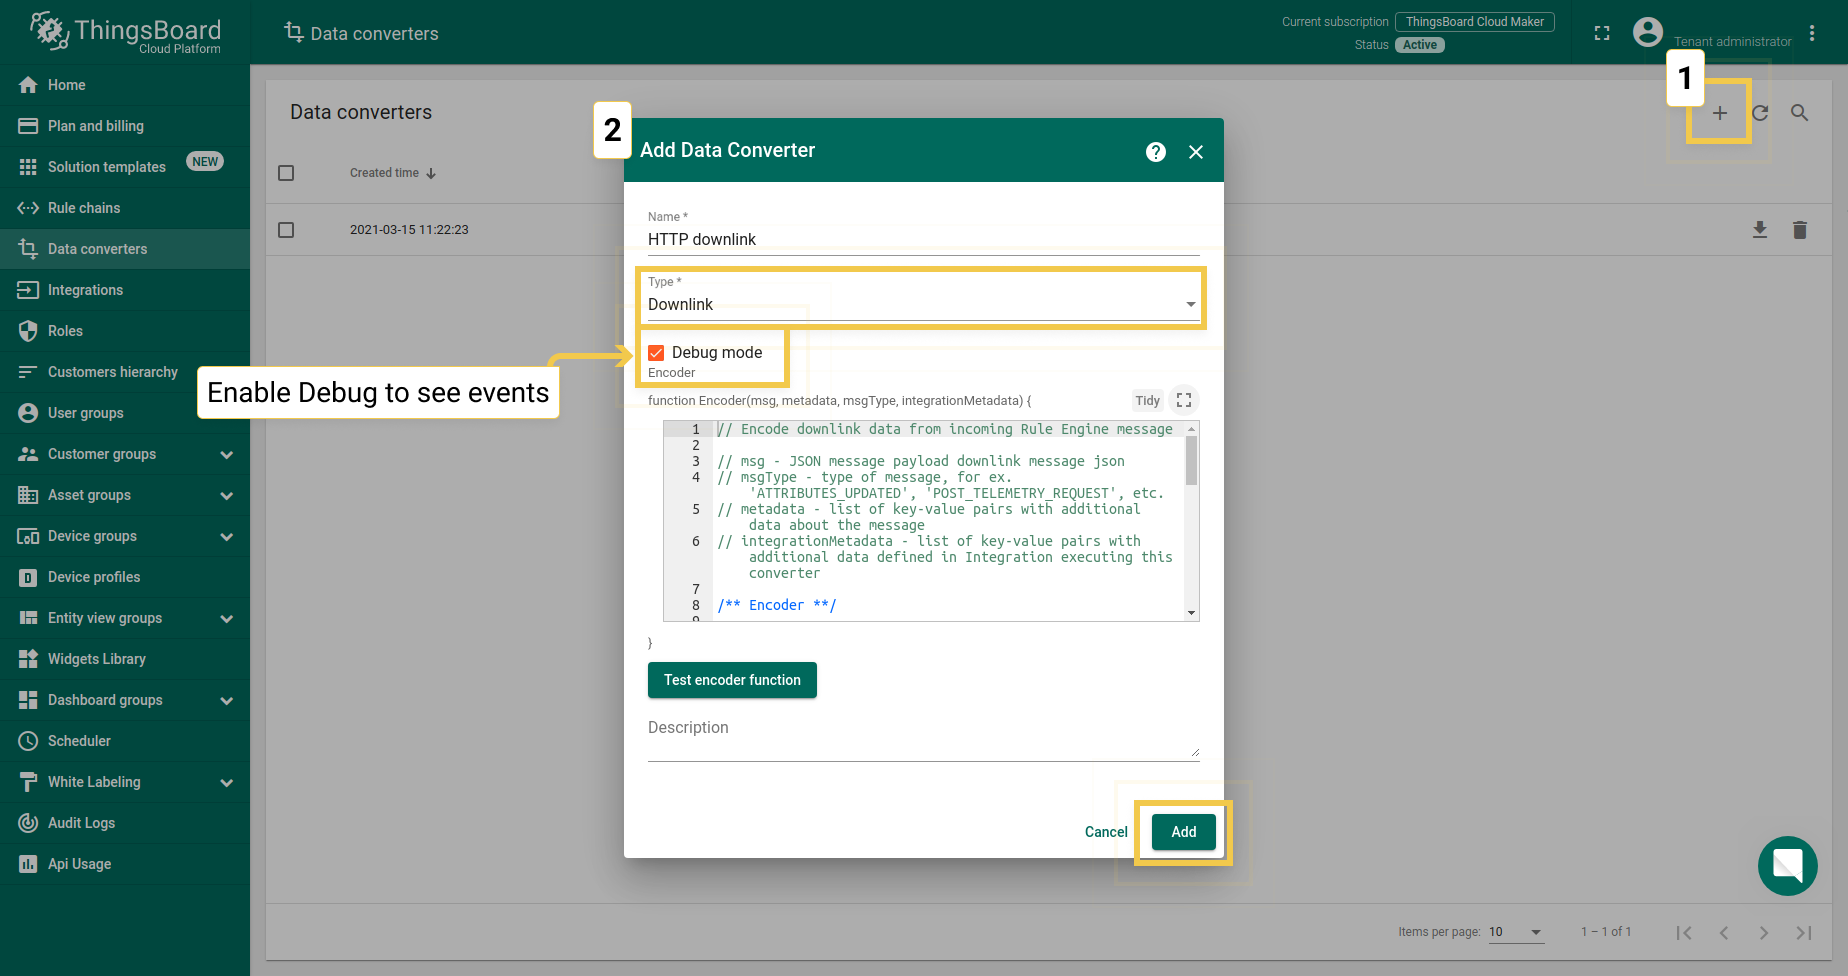 ThingsBoard
Cloud Platform
Data converters
Current subscription ThingsBoard Cloud Maker
Status Active
Tenant administrator
Home
Plan and billing
Solution templates NEW
Rule chains
Data converters
Integrations
Roles
Customers hierarchy
User groups
Customer groups
Asset groups
Device groups
Device profiles
Entity view groups
Widgets Library
Dashboard groups
Scheduler
White Labeling
Audit Logs
Api Usage
Data converters
1
Created time
2021-03-15 11:22:23
2
Add Data Converter
Name *
HTTP downlink
Type *
Downlink
Debug mode
Enable Debug to see events
Encoder
function Encoder(msg, metadata, msgType, integrationMetadata) {
Tidy
1 // Encode downlink data from incoming Rule Engine message
2
3 // msg - JSON message payload downlink message json
4 // msgType - type of message, for ex.
'ATTRIBUTES_UPDATED', 'POST_TELEMETRY_REQUEST', etc.
5 // metadata - list of key-value pairs with additional
data about the message
6 // integrationMetadata - list of key-value pairs with
additional data defined in Integration executing this
converter
7
8 /** Encoder **/
9
}
Test encoder function
Description
Cancel
Add
Items per page: 10
1 – 1 of 1